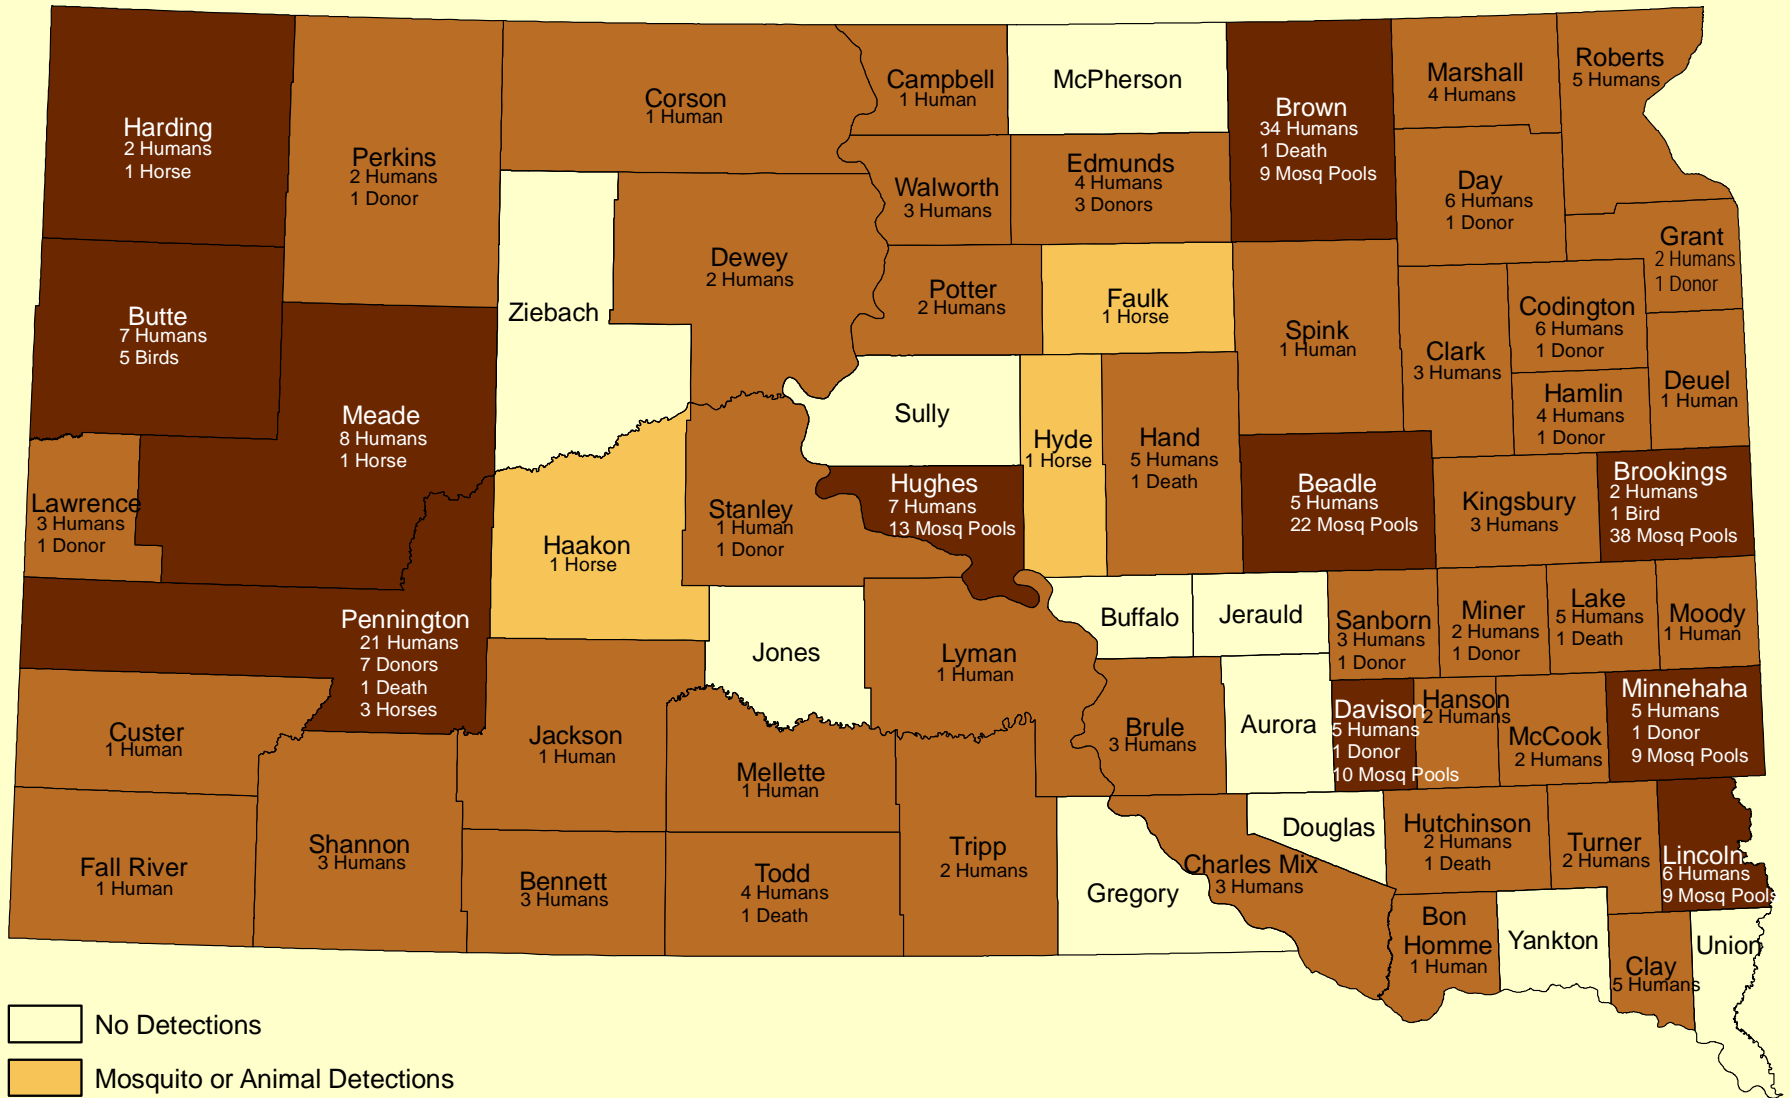 Harding
2 Humans
1 Horse
Perkins
2 Humans
1 Donor
Corson
1 Human
Campbell
1 Human
McPherson
Brown
34 Humans
1 Death
9 Mosq Pools
Marshall
4 Humans
Roberts
5 Humans
Walworth
3 Humans
Edmunds
4 Humans
3 Donors
Day
6 Humans
1 Donor
Grant
2 Humans
1 Donor
Butte
7 Humans
5 Birds
Ziebach
Dewey
2 Humans
Potter
2 Humans
Faulk
1 Horse
Spink
1 Human
Clark
3 Humans
Codington
6 Humans
1 Donor
Hamlin
4 Humans
1 Donor
Deuel
1 Human
Meade
8 Humans
1 Horse
Sully
Hyde
1 Horse
Hand
5 Humans
1 Death
Lawrence
3 Humans
1 Donor
Haakon
1 Horse
Stanley
1 Human
1 Donor
Hughes
7 Humans
13 Mosq Pools
Beadle
5 Humans
22 Mosq Pools
Kingsbury
3 Humans
Brookings
2 Humans
1 Bird
38 Mosq Pools
Pennington
21 Humans
7 Donors
1 Death
3 Horses
Jones
Lyman
1 Human
Buffalo
Jerauld
Sanborn
3 Humans
1 Donor
Miner
2 Humans
1 Donor
Lake
5 Humans
1 Death
Moody
1 Human
Custer
1 Human
Jackson
1 Human
Mellette
1 Human
Brule
3 Humans
Aurora
Davison
5 Humans
1 Donor
10 Mosq Pools
Hanson
2 Humans
McCook
2 Humans
Minnehaha
5 Humans
1 Donor
9 Mosq Pools
Fall River
1 Human
Shannon
3 Humans
Bennett
3 Humans
Todd
4 Humans
1 Death
Tripp
2 Humans
Gregory
Charles Mix
3 Humans
Douglas
Hutchinson
2 Humans
1 Death
Turner
2 Humans
Lincoln
6 Humans
9 Mosq Pools
Bon
Homme
1 Human
Yankton
Clay
5 Humans
Union
No Detections
Mosquito or Animal Detections